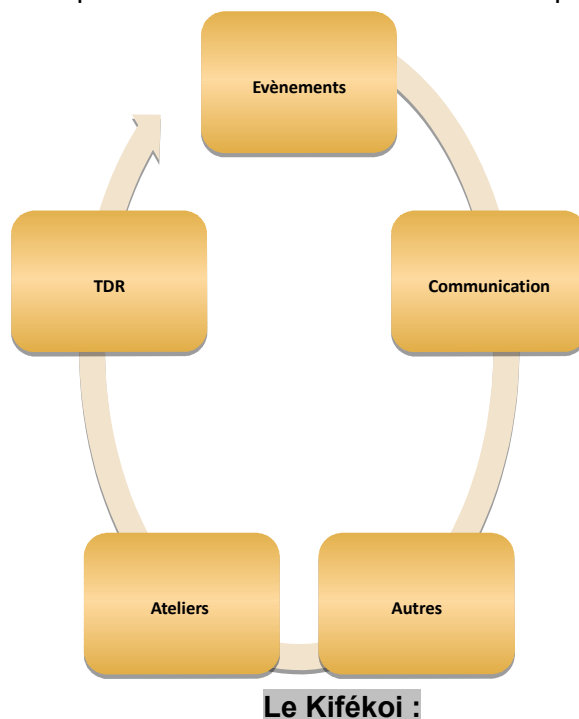 Evènements
TDR
Communication
Ateliers
Autres
Le Kifékoi :